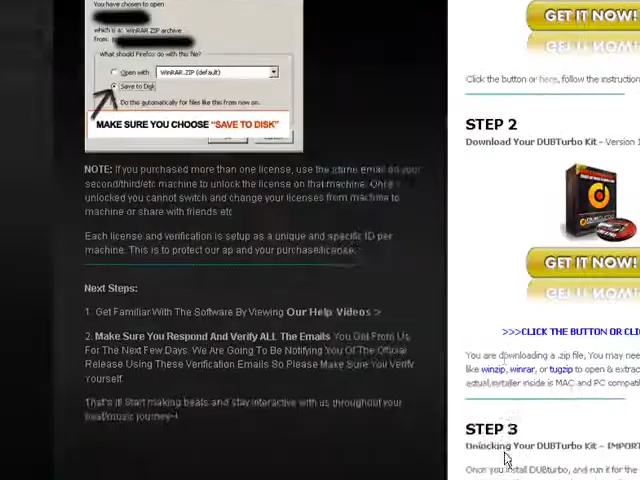 You have chosen to open
which is a: WinRAR ZIP archive
from:
What should Firefox do with this file?
Open with WinRAR.ZIP (default)
Save to Disk
Do this automatically for files like this from now on.
MAKE SURE YOU CHOOSE "SAVE TO DISK"
NOTE: If you purchased more than one license, use the email on your
second/third/etc machine to unlock the license on that machine. Once
unlocked you cannot switch and change your licenses from machine to
machine or share with friends etc
Each license and verification is setup as a unique and specific ID per
machine. This is to protect our ap and your purchase/license.
Next Steps:
1. Get Familiar With The Software By Viewing Our Help Videos >
2. Make Sure You Respond And Verify ALL The Emails You Get From Us
For The Next Few Days. We Are Going To Be Notifying You Of The Official
Release Using These Verification Emails So Please Make Sure You Verify
Yourself.
That's it! Start making beats and stay interactive with us throughout your
beat/music journey~!
GET IT NOW!
Click the button or here, follow the instruction
STEP 2
Download Your DUBTurbo Kit - Version 1
GET IT NOW!
>>>CLICK THE BUTTON OR CLIC
You are downloading a .zip file, You may nee
like winzip, winrar, or tugzip to open & extrac
actual installer inside is MAC and PC compati
STEP 3
Unlocking Your DUBTurbo Kit - IMPORT
Once you install DUBturbo, and run it for the